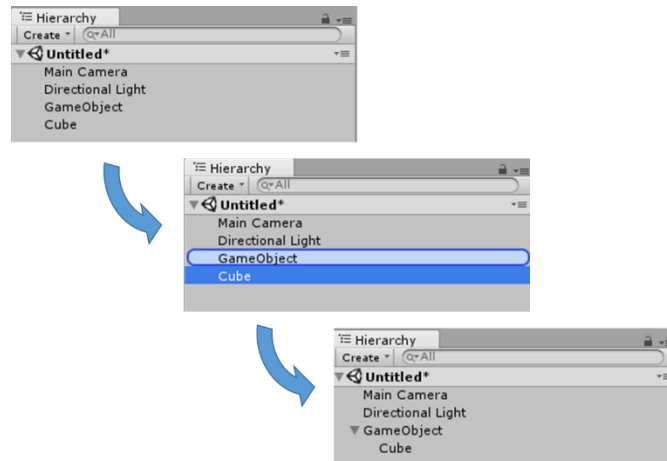 Hierarchy
Create All
Untitled*
Main Camera
Directional Light
GameObject
Cube
Hierarchy
Create All
Untitled*
Main Camera
Directional Light
GameObject
Cube
Hierarchy
Create All
Untitled*
Main Camera
Directional Light
GameObject
Cube